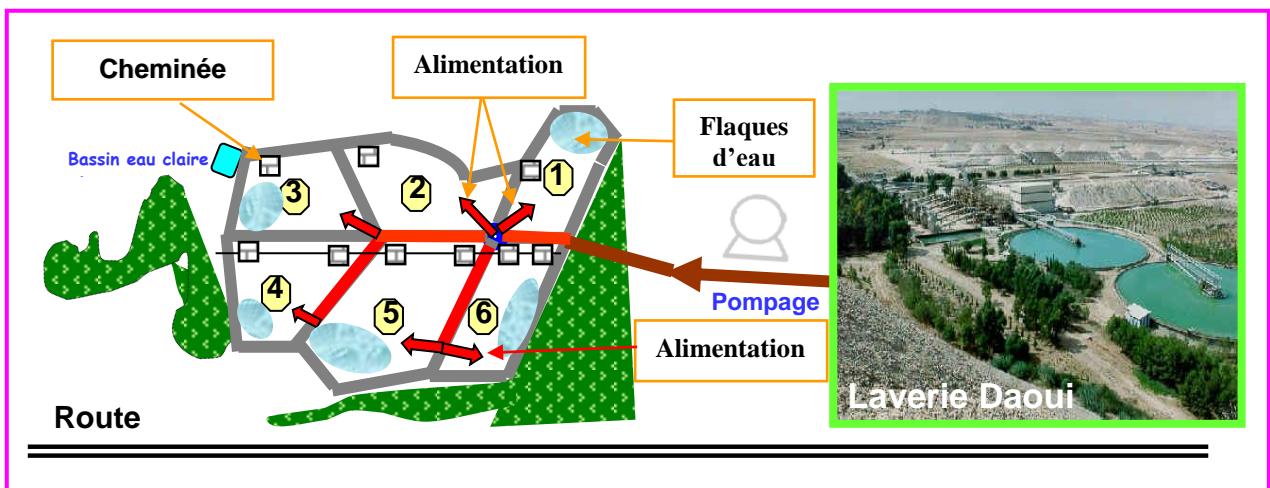 Cheminée
Alimentation
Flaques
d'eau
Bassin eau claire
1
2
3
4
5
6
Pompage
Alimentation
Laverie Daoui
Route